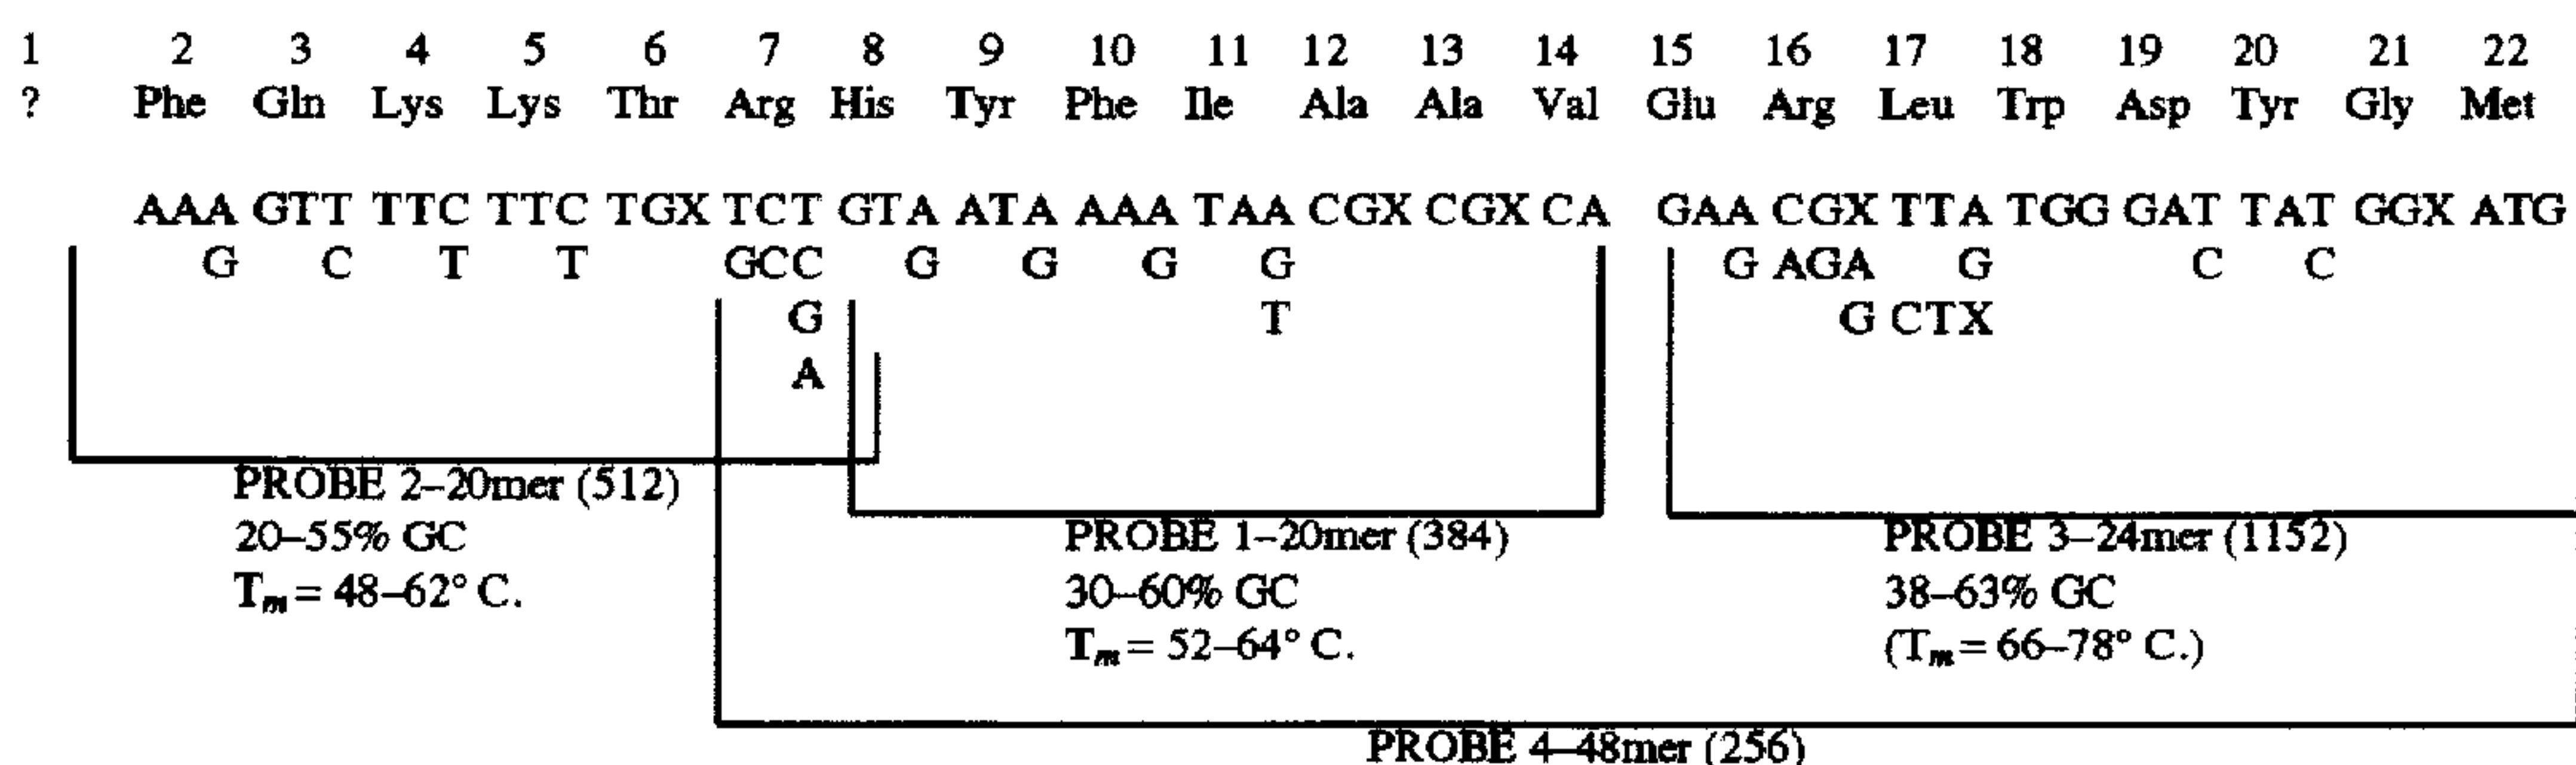 1 2 3 4 5 6 7 8 9 10 11 12 13 14 15 16 17 18 19 20 21 22
? Phe Gln Lys Lys Thr Arg His Tyr Phe Ile Ala Ala Val Glu Arg Leu Trp Asp Tyr Gly Met
AAA GTT TTC TTC TGX TCT GTA ATA AAA TAA CGX CGX CA GAA CGX TTA TGG GAT TAT GGX ATG
G C T T GCC G G G G G AGA G C C
G T G CTX
A
PROBE 2–20mer (512)
20–55% GC
Tm = 48–62° C.
PROBE 1–20mer (384)
30–60% GC
Tm = 52–64° C.
PROBE 3–24mer (1152)
38–63% GC
(Tm = 66–78° C.)
PROBE 4–48mer (256)